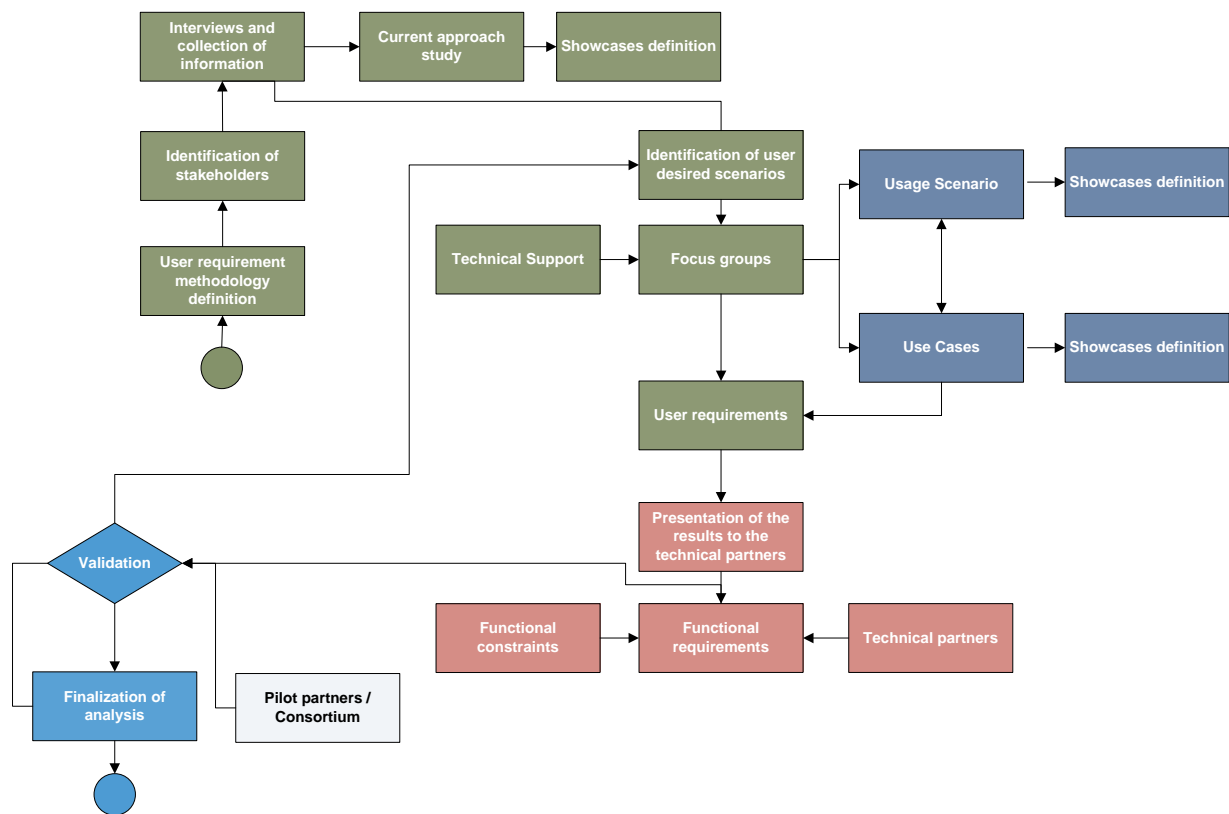 Interviews and
collection of
information
Current approach
study
Showcases definition
Identification of
stakeholders
Identification of user
desired scenarios
Usage Scenario
Showcases definition
User requirement
methodology
definition
Technical Support
Focus groups
Use Cases
Showcases definition
User requirements
Presentation of the
results to the
technical partners
Validation
Functional
constraints
Functional
requirements
Technical partners
Finalization of
analysis
Pilot partners /
Consortium